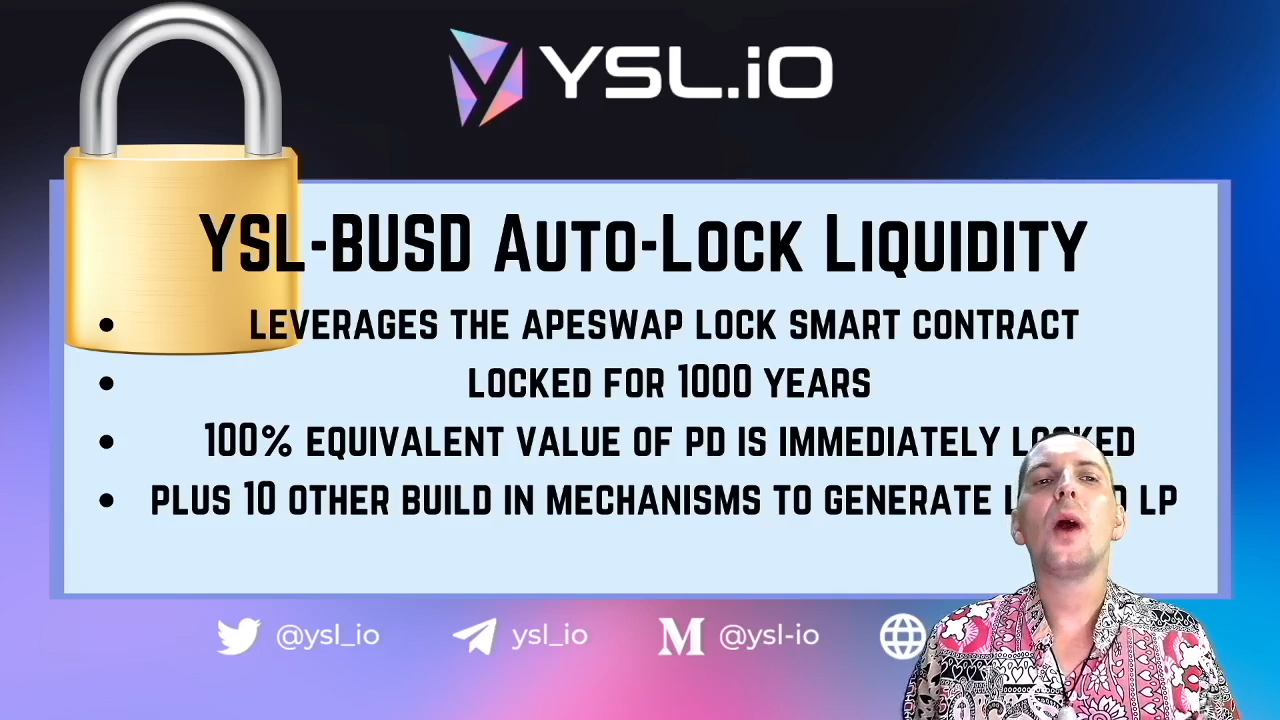 YSL.iO
YSL-BUSD Auto-Lock Liquidity
LEVERAGES THE APESWAP LOCK SMART CONTRACT
LOCKED FOR 1000 YEARS
100% EQUIVALENT VALUE OF PD IS IMMEDIATELY
PLUS 10 OTHER BUILD IN MECHANISMS TO GENERATE LP
@ysl_io
ysl_io
@ysl-io